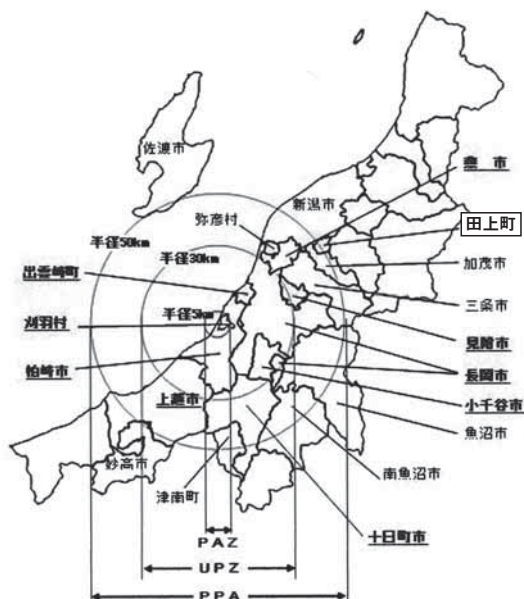 佐渡市
新潟市
燕市
田上町
弥彦村
半径50km
半径30km
加茂市
出雲崎町
三条市
半径5km
刈羽村
見附市
柏崎市
長岡市
上越市
小千谷市
魚沼市
妙高市
南魚沼市
津南町
十日町市
PAZ
UPZ
PPA